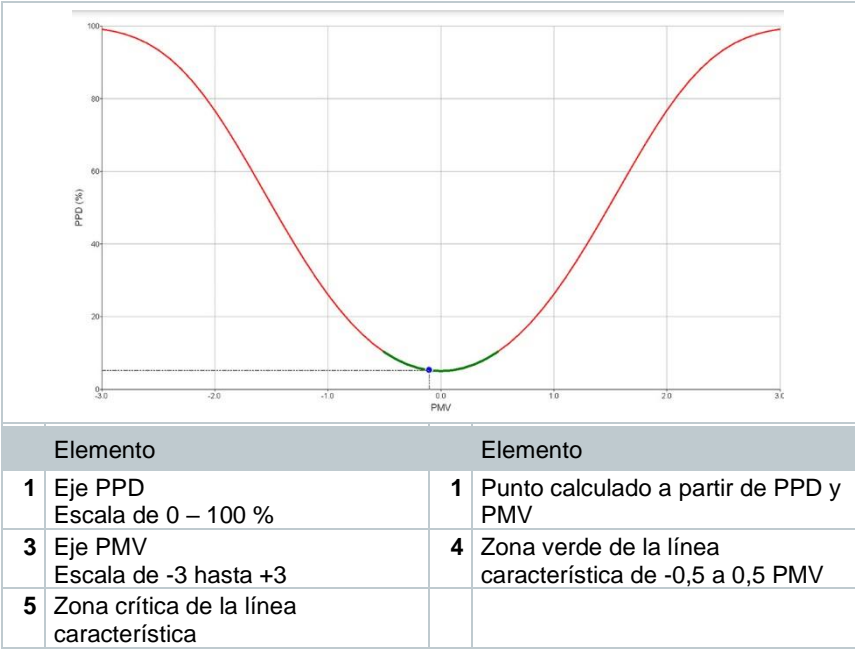 100
80
60
40
20
0
PPD (%)
-3.0
-2.0
-1.0
0.0
1.0
2.0
3.0
PMV
Elemento
Elemento
1 Eje PPD
Escala de 0 – 100 %
1 Punto calculado a partir de PPD y
PMV
3 Eje PMV
Escala de -3 hasta +3
4 Zona verde de la línea
característica de -0,5 a 0,5 PMV
5 Zona crítica de la línea
característica